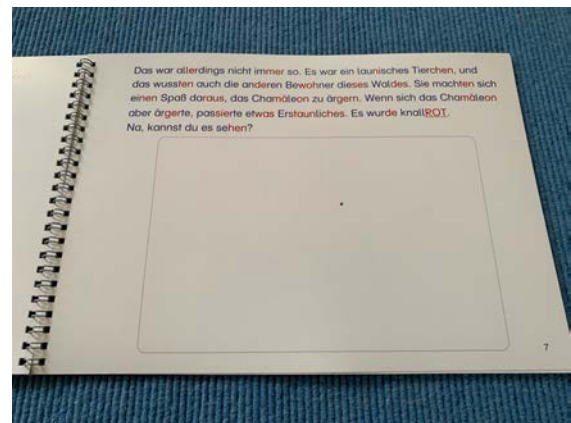 Das war allerdings nicht immer so. Es war ein launisches Tierchen, und
das wussten auch die anderen Bewohner dieses Waldes. Sie machten sich
einen Spaß daraus, das Chamäleon zu ärgern. Wenn sich das Chamäleon
aber ärgerte, passierte etwas Erstaunliches. Es wurde knallROT.
Na, kannst du es sehen?
7